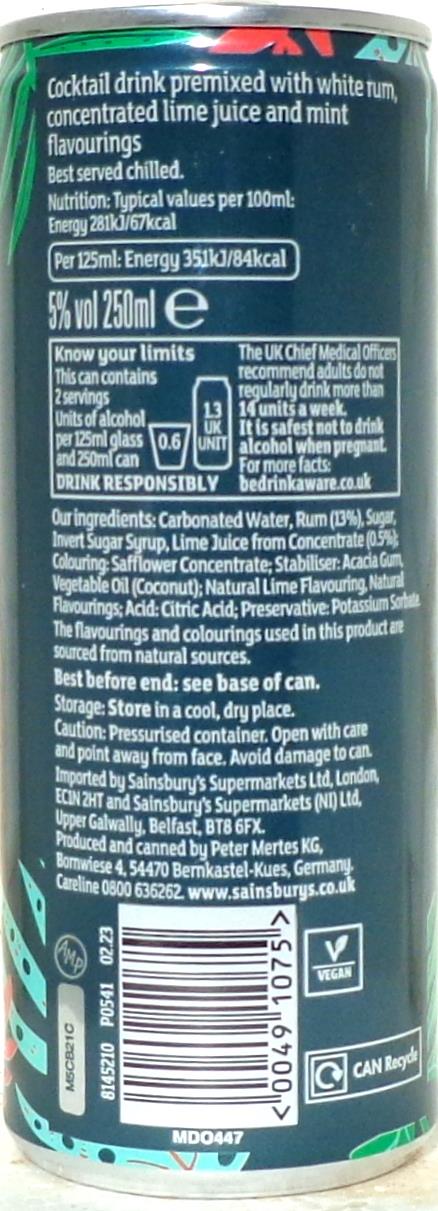 Cocktail drink premixed with white rum,
concentrated lime juice and mint
flavourings
Best served chilled.
Nutrition: Typical values per 100ml:
Energy 281kJ/67kcal
Per 125ml: Energy 351kJ/84kcal
5% vol 250ml e
Know your limits
This can contains
2 servings
Units of alcohol
per 125ml glass
and 250ml can
DRINK RESPONSIBLY
0.6
1.3
UK
UNIT
The UK Chief Medical Officers
recommend adults do not
regularly drink more than
14 units a week.
It is safest not to drink
alcohol when pregnant.
For more facts:
bedrinkaware.co.uk
Our ingredients: Carbonated Water, Rum (13%), Sugar,
Invert Sugar Syrup, Lime Juice from Concentrate (0.5%);
Colouring: Safflower Concentrate; Stabiliser: Acacia Gum,
Vegetable Oil (Coconut); Natural Lime Flavouring, Natural
Flavourings; Acid: Citric Acid; Preservative: Potassium Sorbate.
The flavourings and colourings used in this product are
sourced from natural sources.
Best before end: see base of can.
Storage: Store in a cool, dry place.
Caution: Pressurised container. Open with care
and point away from face. Avoid damage to can.
Imported by Sainsbury's Supermarkets Ltd, London,
EC1N 2HT and Sainsbury's Supermarkets (NI) Ltd,
Upper Galwally, Belfast, BT8 6FX.
Produced and canned by Peter Mertes KG,
Bornwiese 4, 54470 Bernkastel-Kues, Germany.
Careline 0800 636262. www.sainsburys.co.uk
AMP
M5CB21C
8145210 P0541 02.23
<0049 1075>
VEGAN
CAN Recycle
MDO447